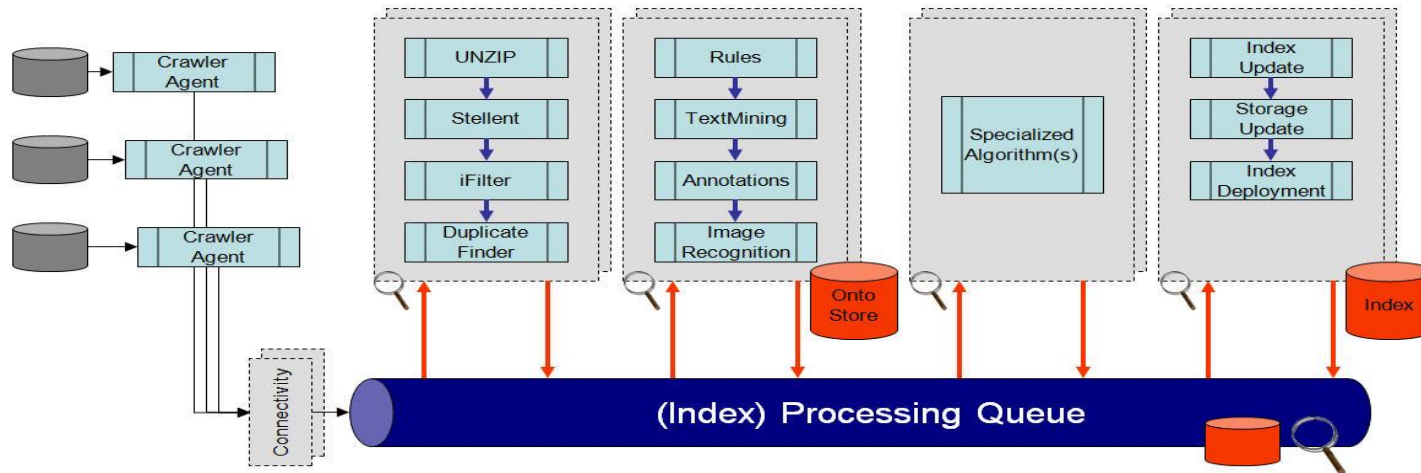 Crawler
Agent
Crawler
Agent
Crawler
Agent
Connectivity
UNZIP
Stellent
iFilter
Duplicate
Finder
Rules
TextMining
Annotations
Image
Recognition
Onto
Store
Specialized
Algorithm(s)
Index
Update
Storage
Update
Index
Deployment
Index
(Index) Processing Queue